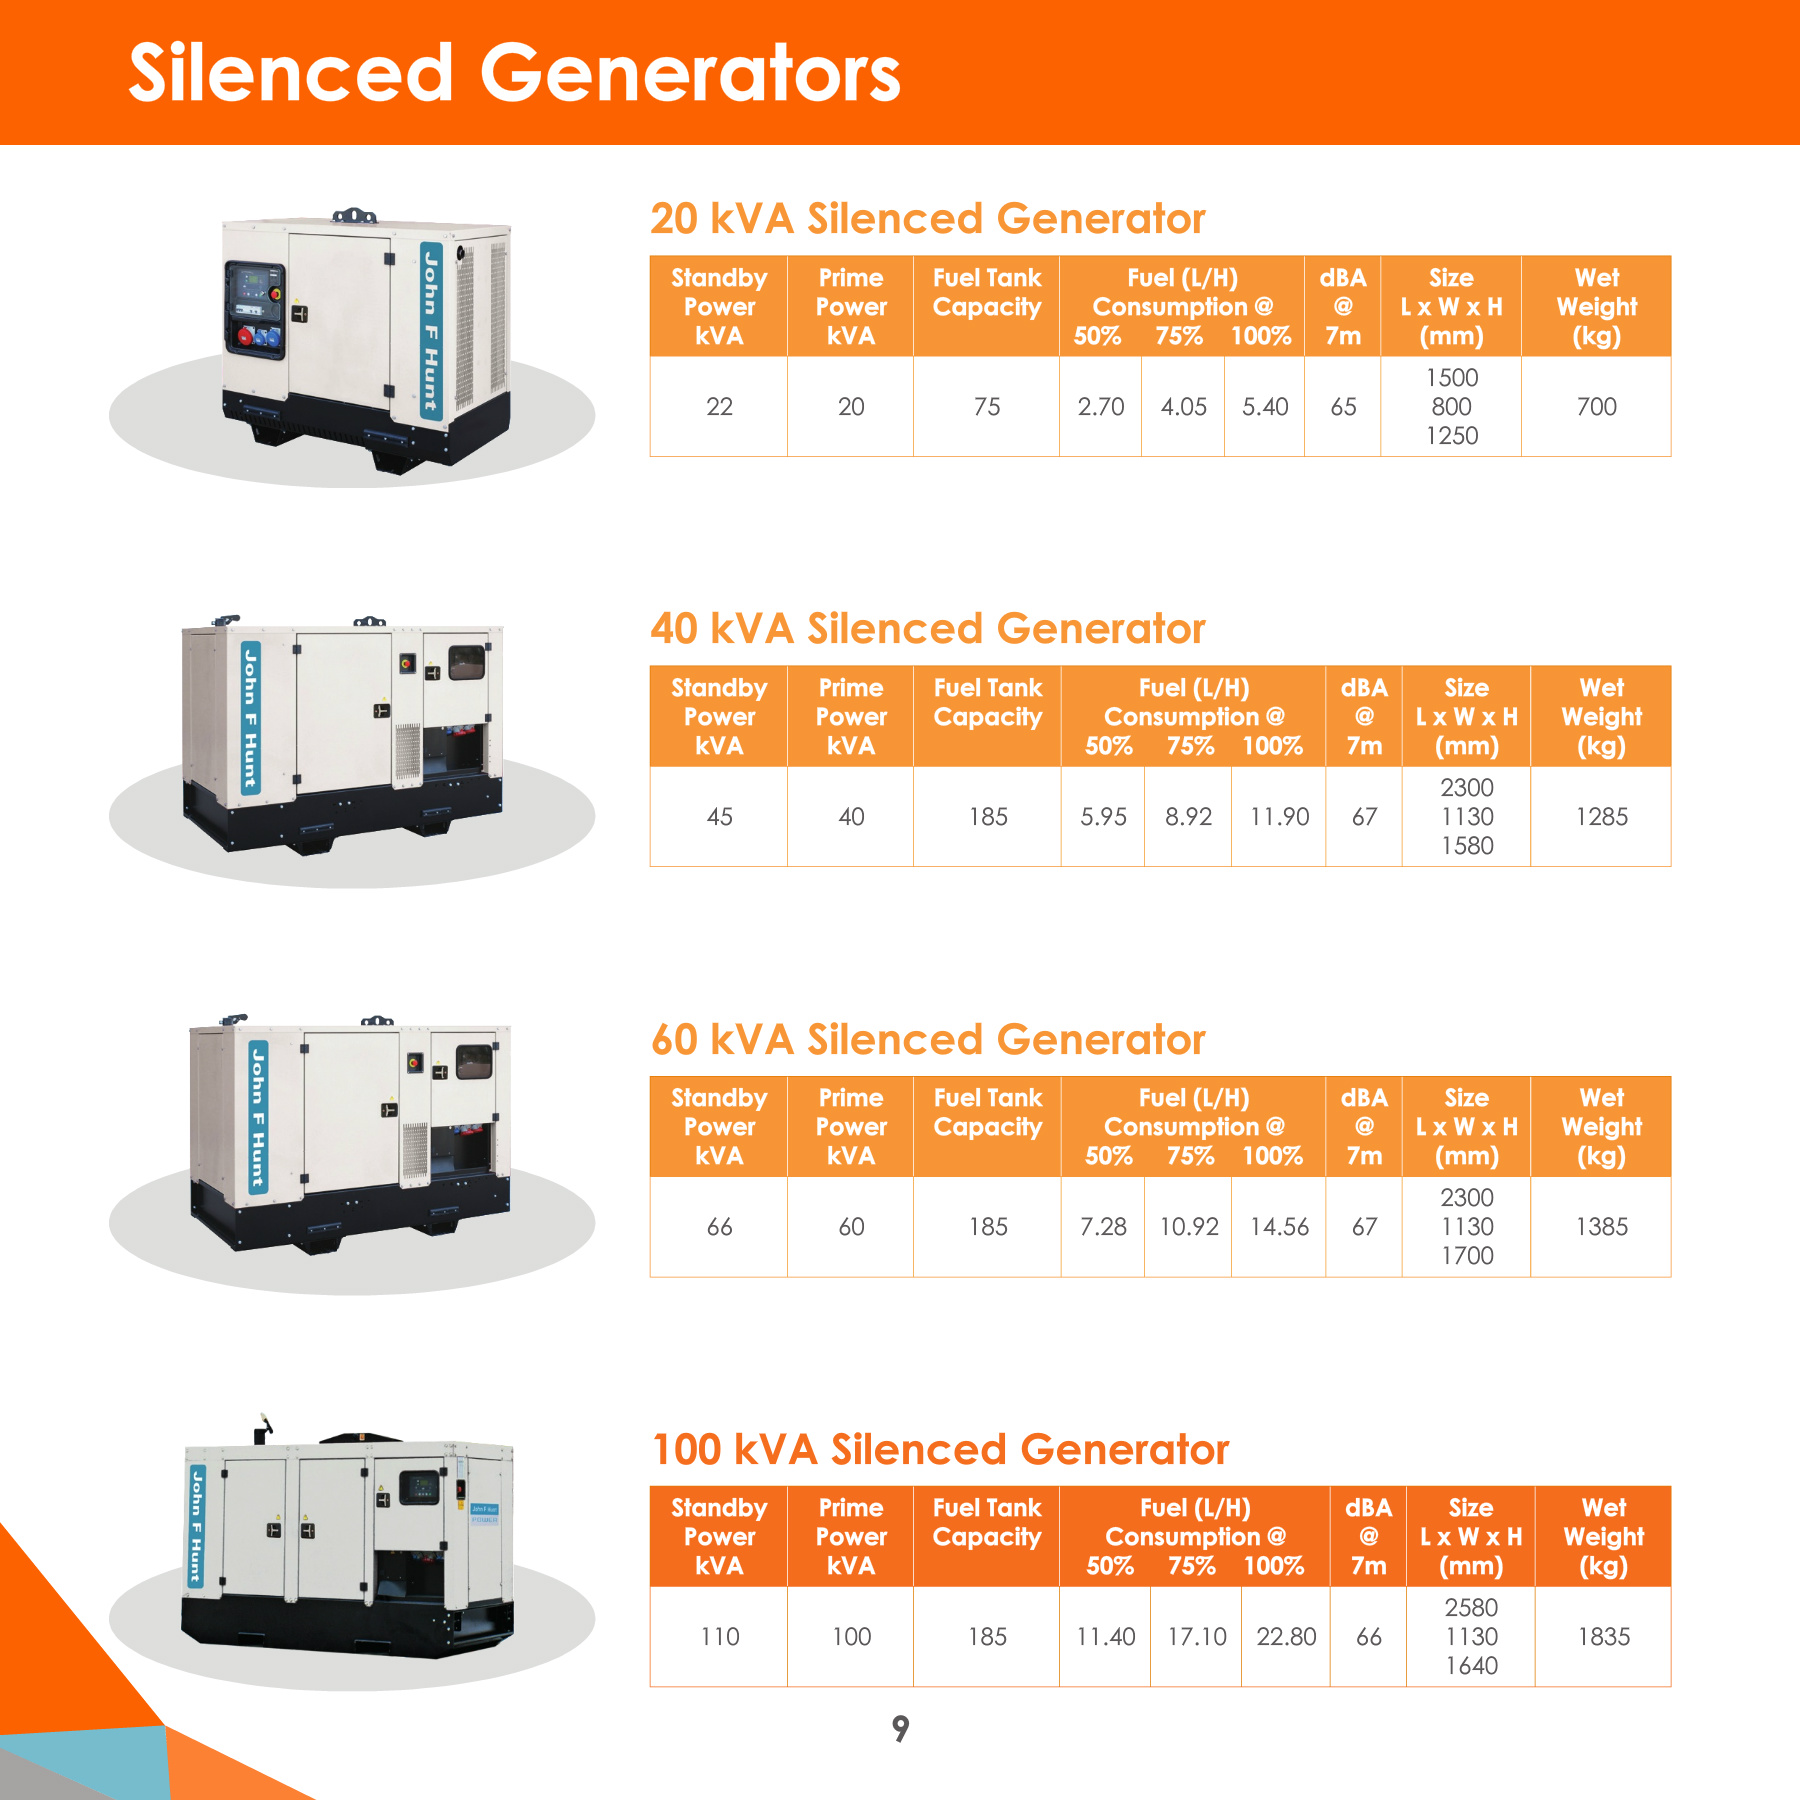 Silenced Generators
John F Hunt
20 kVA Silenced Generator
Standby Power kVA
Prime Power kVA
Fuel Tank Capacity
Fuel (L/H) Consumption @ 50% 75% 100%
dBA @ 7m
Size L x W x H (mm)
Wet Weight (kg)
22 20 75 2.70 4.05 5.40 65 1500 800 1250 700
John F Hunt
40 kVA Silenced Generator
Standby Power kVA
Prime Power kVA
Fuel Tank Capacity
Fuel (L/H) Consumption @ 50% 75% 100%
dBA @ 7m
Size L x W x H (mm)
Wet Weight (kg)
45 40 185 5.95 8.92 11.90 67 2300 1130 1580 1285
John F Hunt
60 kVA Silenced Generator
Standby Power kVA
Prime Power kVA
Fuel Tank Capacity
Fuel (L/H) Consumption @ 50% 75% 100%
dBA @ 7m
Size L x W x H (mm)
Wet Weight (kg)
66 60 185 7.28 10.92 14.56 67 2300 1130 1700 1385
John F Hunt
John F Hunt
POWER
100 kVA Silenced Generator
Standby Power kVA
Prime Power kVA
Fuel Tank Capacity
Fuel (L/H) Consumption @ 50% 75% 100%
dBA @ 7m
Size L x W x H (mm)
Wet Weight (kg)
110 100 185 11.40 17.10 22.80 66 2580 1130 1640 1835
9